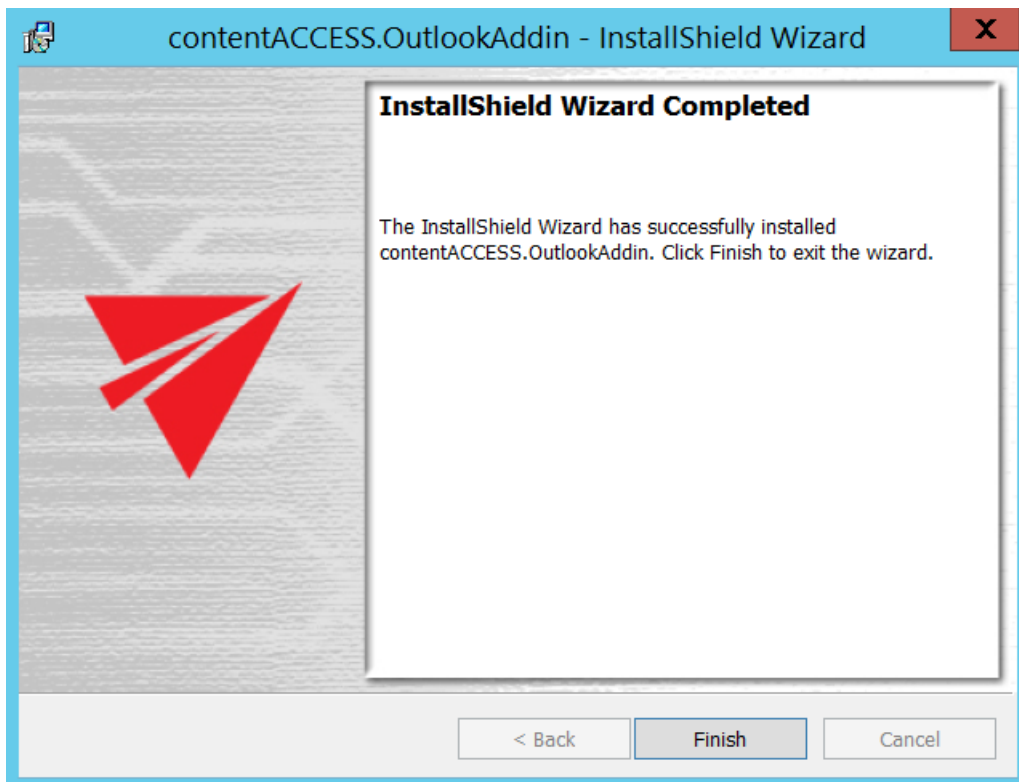 contentACCESS.OutlookAddin - InstallShield Wizard
X
InstallShield Wizard Completed
The InstallShield Wizard has successfully installed
contentACCESS.OutlookAddin. Click Finish to exit the wizard.
< Back
Finish
Cancel